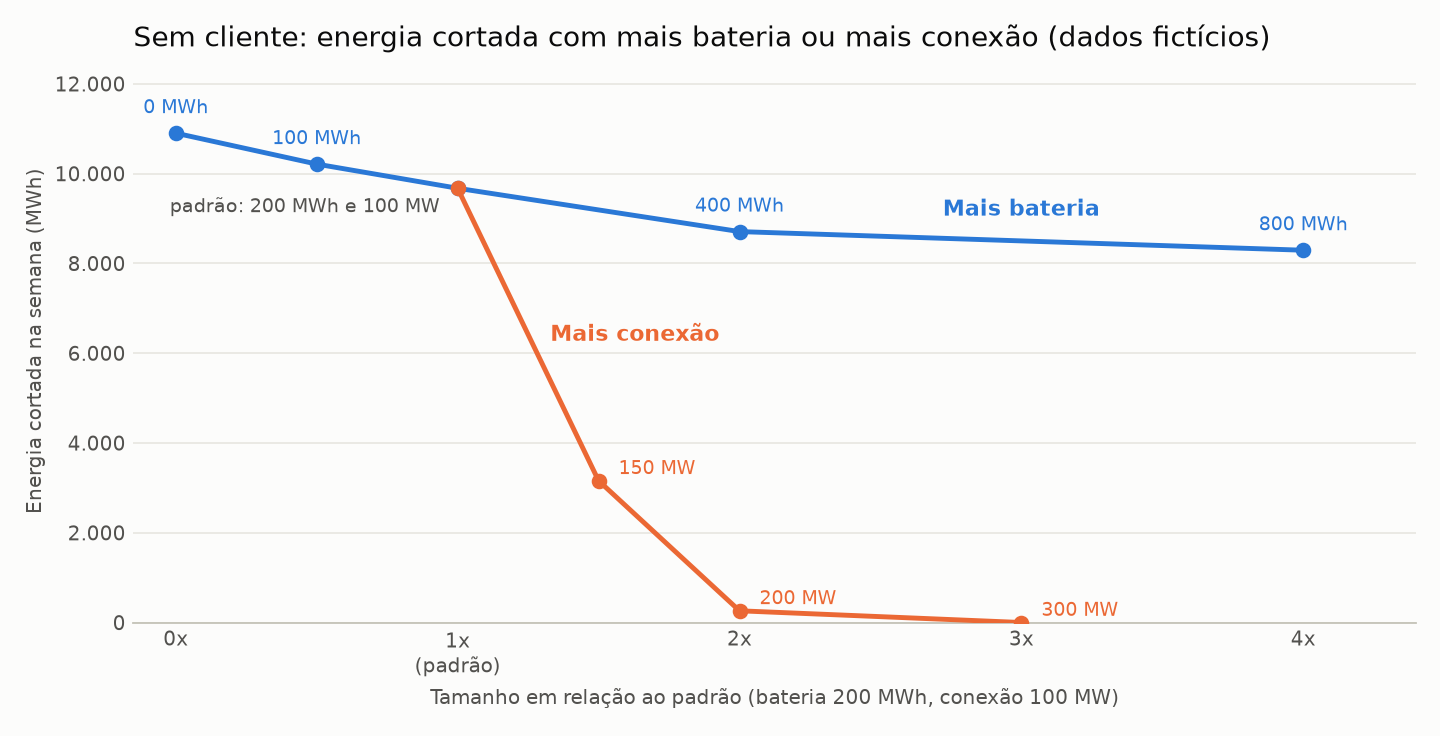 Sem cliente: energia cortada com mais bateria ou mais conexão (dados fictícios)
Energia cortada na semana (MWh)
12.000
10.000
8.000
6.000
4.000
2.000
0
0 MWh
100 MWh
padrão: 200 MWh e 100 MW
400 MWh
Mais bateria
800 MWh
Mais conexão
150 MW
200 MW
300 MW
0x
1x
(padrão)
2x
3x
4x
Tamanho em relação ao padrão (bateria 200 MWh, conexão 100 MW)